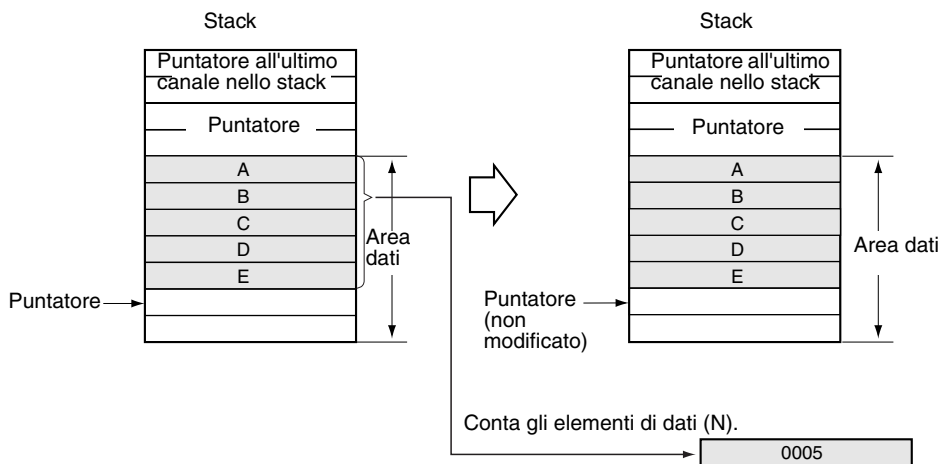 Stack
Puntatore all'ultimo
canale nello stack
Puntatore
A
B
C
D
E
Area
dati
Puntatore
Stack
Puntatore all'ultimo
canale nello stack
Puntatore
A
B
C
D
E
Area dati
Puntatore
(non
modificato)
Conta gli elementi di dati (N).
0005